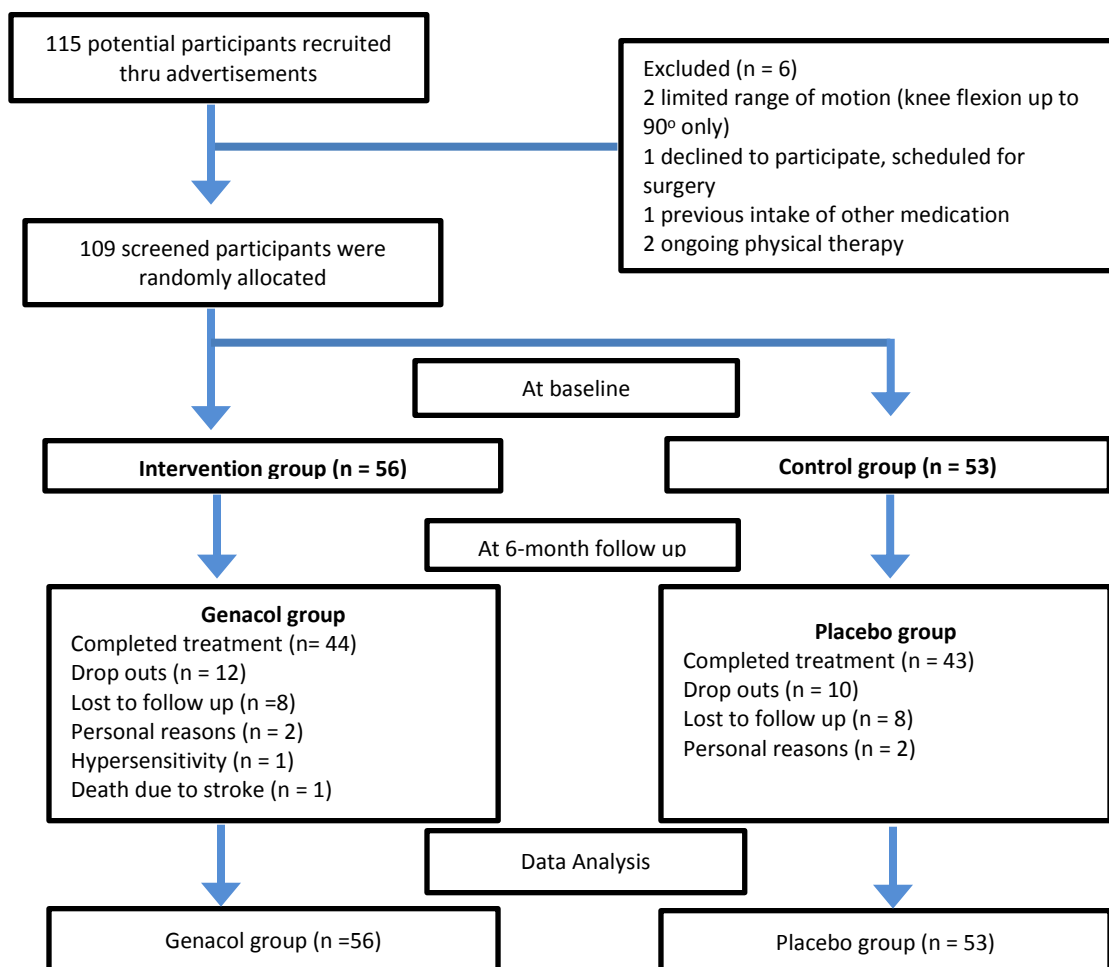 115 potential participants recruited
thru advertisements
Excluded (n = 6)
2 limited range of motion (knee flexion up to
90º only)
1 declined to participate, scheduled for
surgery
1 previous intake of other medication
2 ongoing physical therapy
109 screened participants were
randomly allocated
At baseline
Intervention group (n = 56)
Control group (n = 53)
At 6-month follow up
Genacol group
Completed treatment (n= 44)
Drop outs (n = 12)
Lost to follow up (n =8)
Personal reasons (n = 2)
Hypersensitivity (n = 1)
Death due to stroke (n = 1)
Placebo group
Completed treatment (n = 43)
Drop outs (n = 10)
Lost to follow up (n = 8)
Personal reasons (n = 2)
Data Analysis
Genacol group (n =56)
Placebo group (n = 53)